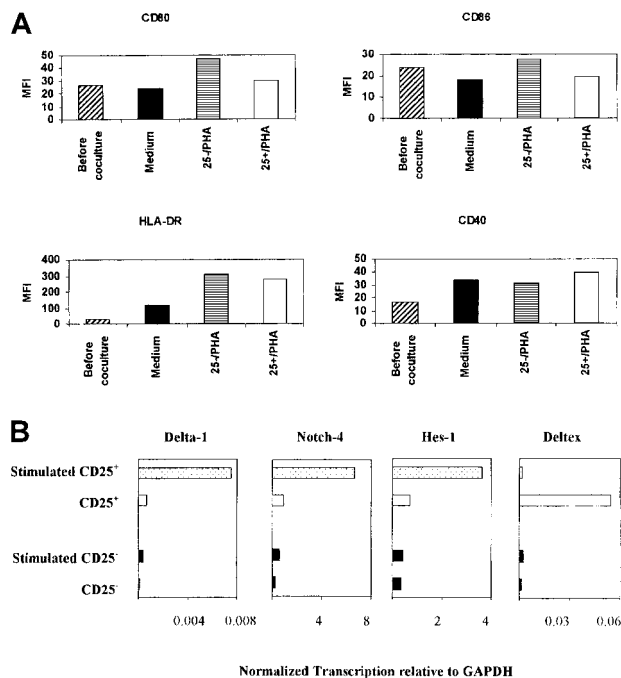 A
CD80
CD86
MFI
50
40
30
20
10
0
Before coculture
Medium
25-/PHA
25+/PHA
MFI
30
20
10
0
Before coculture
Medium
25-/PHA
25+/PHA
HLA-DR
CD40
MFI
400
300
200
100
0
Before coculture
Medium
25-/PHA
25+/PHA
MFI
50
40
30
20
10
0
Before coculture
Medium
25-/PHA
25+/PHA
B
Delta-1
Notch-4
Hes-1
Deltex
Stimulated CD25⁺
CD25⁺
Stimulated CD25⁻
CD25⁻
0.004 0.008
4 8
2 4
0.03 0.06
Normalized Transcription relative to GAPDH